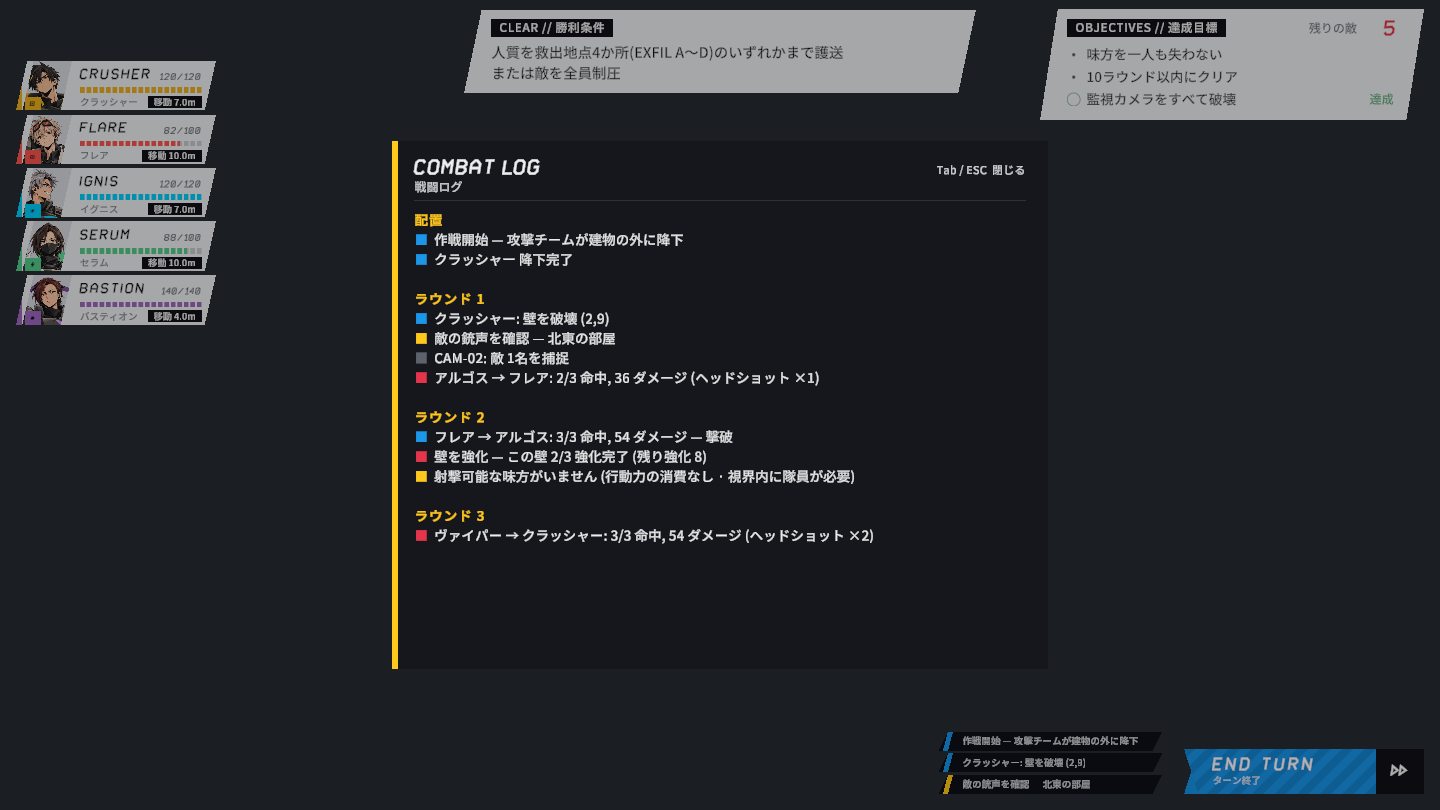 CLEAR // 勝利条件
人質を救出地点4か所(EXFIL A〜D)のいずれかまで護送
または敵を全員制圧
OBJECTIVES // 達成目標
残りの敵 5
・ 味方を一人も失わない
・ 10ラウンド以内にクリア
◯ 監視カメラをすべて破壊 達成
CRUSHER 120/120
クラッシャー 移動 7.0m
FLARE 82/100
フレア 移動 10.0m
IGNIS 120/120
イグニス 移動 7.0m
SERUM 88/100
セラム 移動 10.0m
BASTION 140/140
バスティオン 移動 4.0m
COMBAT LOG
戦闘ログ
Tab / ESC 閉じる
配置
作戦開始 — 攻撃チームが建物の外に降下
クラッシャー 降下完了
ラウンド 1
クラッシャー: 壁を破壊 (2,9)
敵の銃声を確認 — 北東の部屋
CAM-02: 敵 1名を捕捉
アルゴス → フレア: 2/3 命中, 36 ダメージ (ヘッドショット ×1)
ラウンド 2
フレア → アルゴス: 3/3 命中, 54 ダメージ — 撃破
壁を強化 — この壁 2/3 強化完了 (残り強化 8)
射撃可能な味方がいません (行動力の消費なし · 視界内に隊員が必要)
ラウンド 3
ヴァイパー → クラッシャー: 3/3 命中, 54 ダメージ (ヘッドショット ×2)
作戦開始 — 攻撃チームが建物の外に降下
クラッシャー: 壁を破壊 (2,9)
敵の銃声を確認 北東の部屋
END TURN
ターン終了